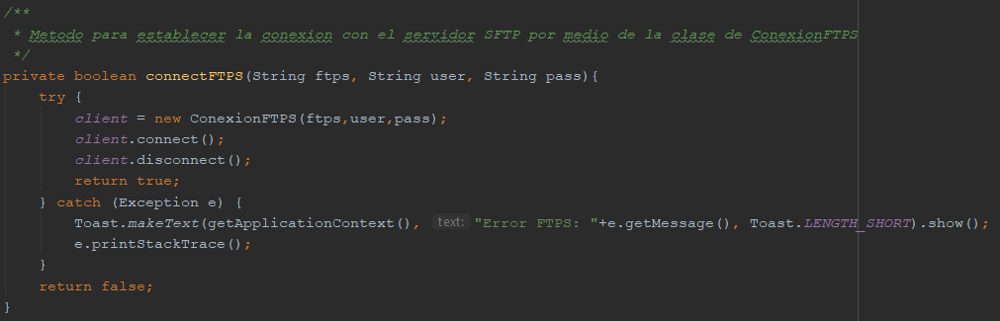 /**
 * Metodo para establecer la conexion con el servidor SFTP por medio de la clase de ConexionFTPS
 */
private boolean connectFTPS(String ftps, String user, String pass){
    try {
        client = new ConexionFTPS(ftps,user,pass);
        client.connect();
        client.disconnect();
        return true;
    } catch (Exception e) {
        Toast.makeText(getApplicationContext(), text: "Error FTPS: "+e.getMessage(), Toast.LENGTH_SHORT).show();
        e.printStackTrace();
    }
    return false;
}